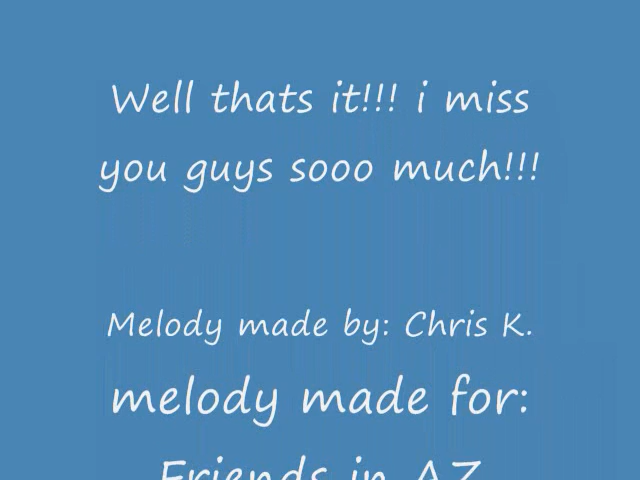 Well thats it!!! i miss
you guys sooo much!!!
Melody made by: Chris K.
melody made for:
Friends in AZ